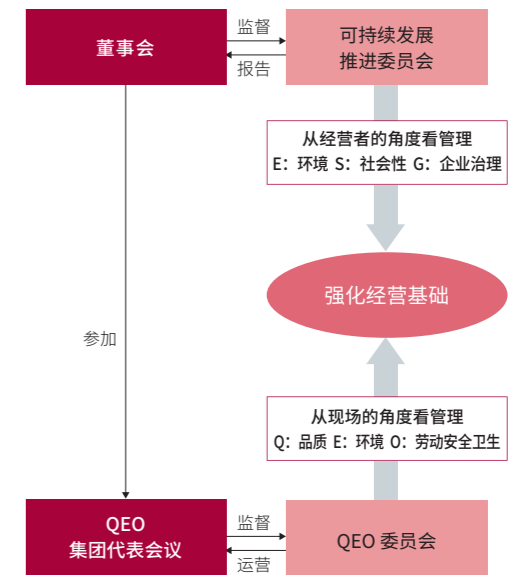 董事会
监督
报告
可持续发展
推进委员会
从经营者的角度看管理
E：环境 S：社会性 G：企业治理
强化经营基础
参加
从现场的角度看管理
Q：品质 E：环境 O：劳动安全卫生
QEO
集团代表会议
监督
运营
QEO 委员会